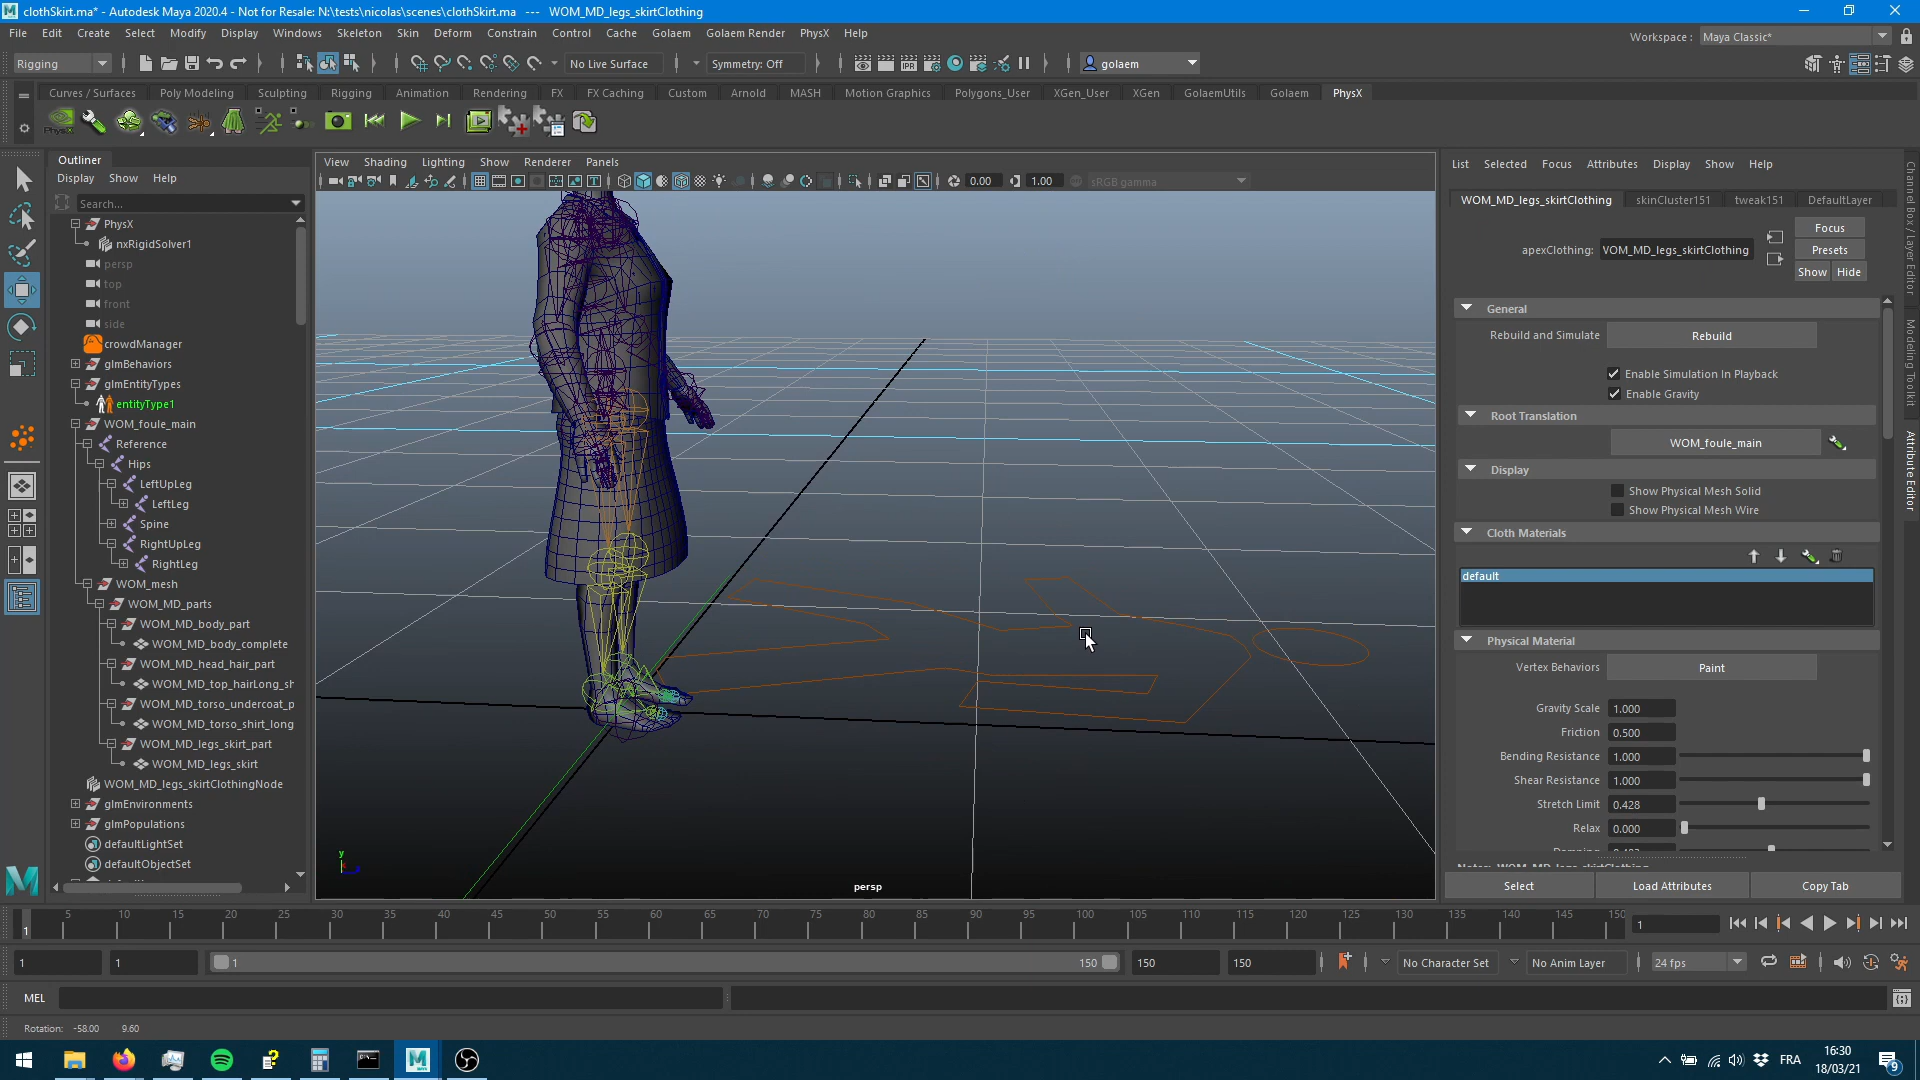 clothSkirt.ma* - Autodesk Maya 2020.4 - Not for Resale: N:\tests\nicolas\scenes\clothSkirt.ma --- WOM_MD_legs_skirtClothing
File Edit Create Select Modify Display Windows Skeleton Skin Deform Constrain Control Cache Golaem Golaem Render PhysX Help
Workspace : Maya Classic*
Rigging
No Live Surface
Symmetry: Off
IPR
golaem
Curves / Surfaces Poly Modeling Sculpting Rigging Animation Rendering FX FX Caching Custom Arnold MASH Motion Graphics Polygons_User XGen_User XGen GolaemUtils Golaem PhysX
Outliner
Display Show Help
Search...
PhysX
nxRigidSolver1
persp
top
front
side
crowdManager
glmBehaviors
glmEntityTypes
entityType1
WOM_foule_main
Reference
Hips
LeftUpLeg
LeftLeg
Spine
RightUpLeg
RightLeg
WOM_mesh
WOM_MD_parts
WOM_MD_body_part
WOM_MD_body_complete
WOM_MD_head_hair_part
WOM_MD_top_hairLong_sh
WOM_MD_torso_undercoat_p
WOM_MD_torso_shirt_long
WOM_MD_legs_skirt_part
WOM_MD_legs_skirt
WOM_MD_legs_skirtClothingNode
glmEnvironments
glmPopulations
defaultLightSet
defaultObjectSet
View Shading Lighting Show Renderer Panels
0.00 1.00 sRGB gamma
y
persp
List Selected Focus Attributes Display Show Help
WOM_MD_legs_skirtClothing skinCluster151 tweak151 DefaultLayer
apexClothing: VOM_MD_legs_skirtClothing
Focus
Presets
Show Hide
General
Rebuild and Simulate Rebuild
Enable Simulation In Playback
Enable Gravity
Root Translation
WOM_foule_main
Display
Show Physical Mesh Solid
Show Physical Mesh Wire
Cloth Materials
default
Physical Material
Vertex Behaviors Paint
Gravity Scale 1.000
Friction 0.500
Bending Resistance 1.000
Shear Resistance 1.000
Stretch Limit 0.428
Relax 0.000
Select Load Attributes Copy Tab
Channel Box / Layer Editor
Modeling Toolkit
Attribute Editor
5 10 15 20 25 30 35 40 45 50 55 60 65 70 75 80 85 90 95 100 105 110 115 120 125 130 135 140 145 150
1
1
1 1 1 150 150 150
No Character Set No Anim Layer 24 fps
MEL
Rotation: -58.00 9.60
FRA
16:30
18/03/21
9